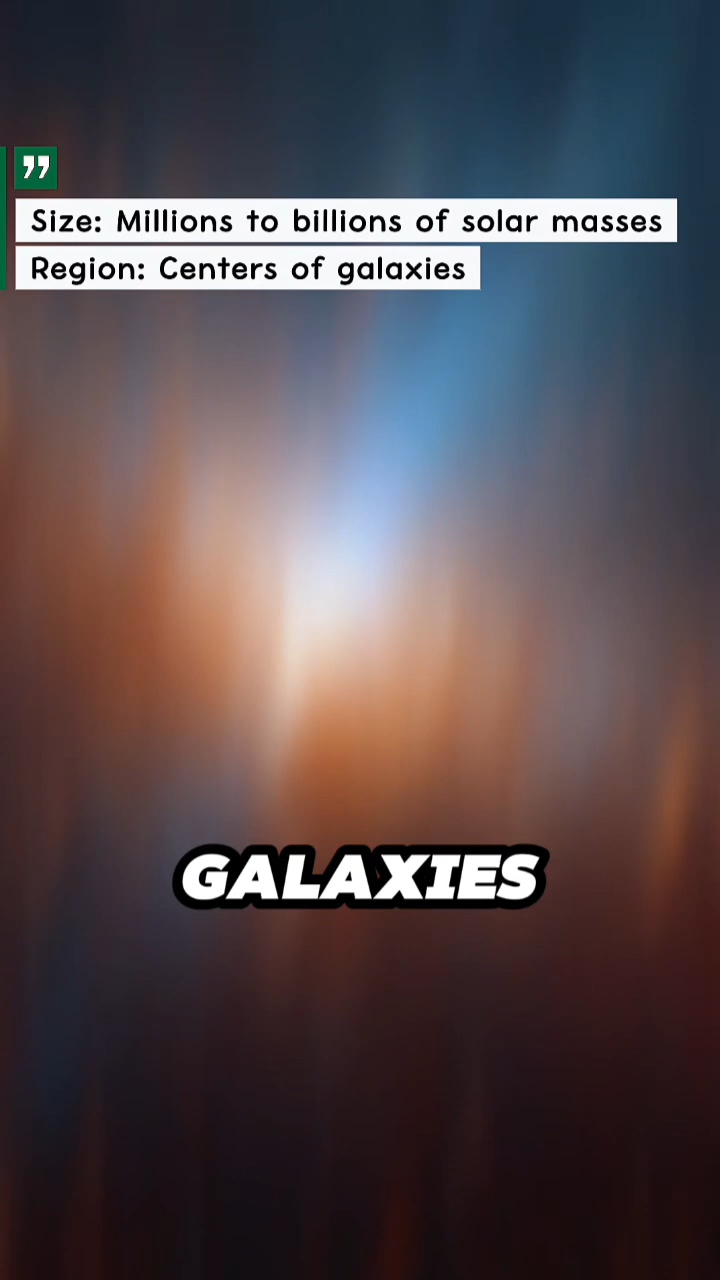 ”
Size: Millions to billions of solar masses
Region: Centers of galaxies
GALAXIES